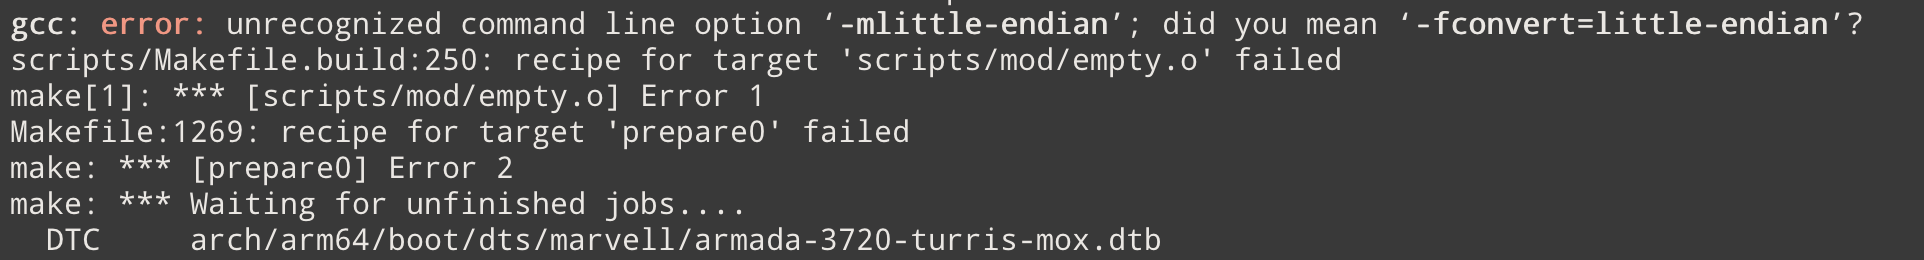 gcc: error: unrecognized command line option ‘-mlittle-endian’; did you mean ‘-fconvert=little-endian’?
scripts/Makefile.build:250: recipe for target 'scripts/mod/empty.o' failed
make[1]: *** [scripts/mod/empty.o] Error 1
Makefile:1269: recipe for target 'prepare0' failed
make: *** [prepare0] Error 2
make: *** Waiting for unfinished jobs....
  DTC     arch/arm64/boot/dts/marvell/armada-3720-turris-mox.dtb